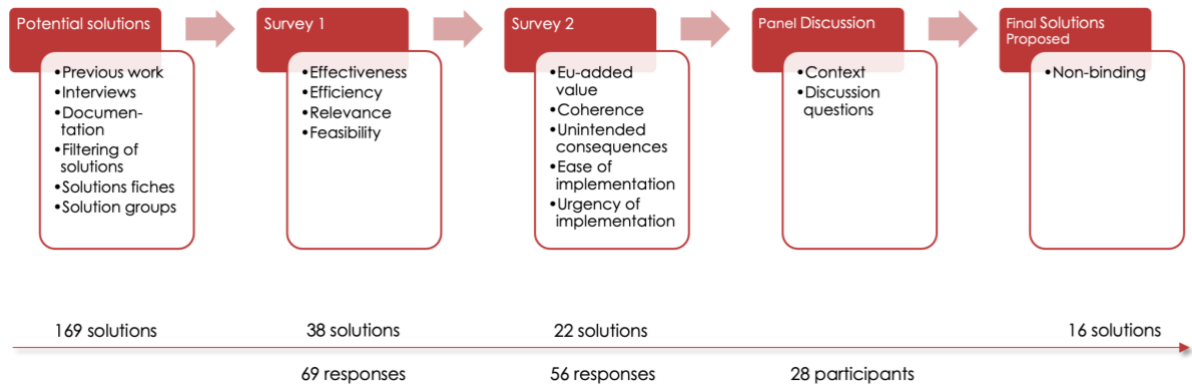 Potential solutions
•Previous work
•Interviews
•Documen-
tation
•Filtering of
solutions
•Solutions fiches
•Solution groups
Survey 1
•Effectiveness
•Efficiency
•Relevance
•Feasibility
Survey 2
•Eu-added
value
•Coherence
•Unintended
consequences
•Ease of
implementation
•Urgency of
implementation
Panel Discussion
•Context
•Discussion
questions
Final Solutions
Proposed
•Non-binding
169 solutions
38 solutions
22 solutions
16 solutions
69 responses
56 responses
28 participants